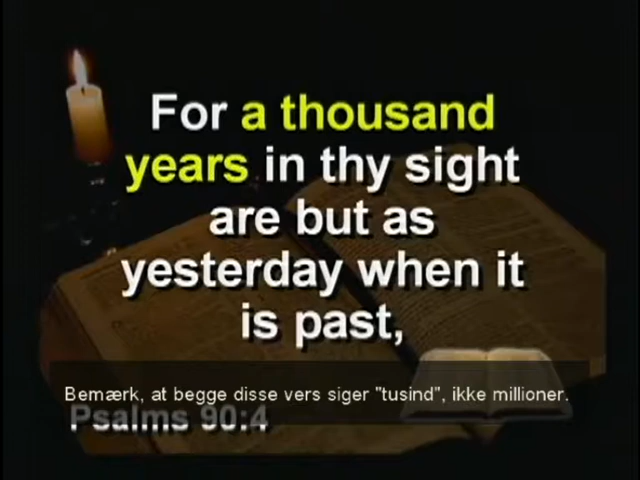 For a thousand
years in thy sight
are but as
yesterday when it
is past,
Bemærk, at begge disse vers siger "tusind", ikke millioner.
Psalms 90:4